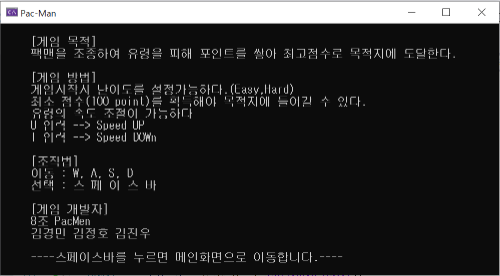 Pac-Man
[게임 목적]
팩맨을 조종하여 유령을 피해 포인트를 쌓아 최고점수로 목적지에 도달한다.
[게임 방법]
게임시작시 난이도를 설정가능하다.(Easy,Hard)
최소 점수(100 point)를 획득해야 목적지에 들어갈 수 있다.
유령의 속도 조절이 가능하다
U 입력 --> Speed UP
I 입력 --> Speed DOWn
[조작법]
이동 : W, A, S, D
선택 : 스 페 이 스 바
[게임 개발자]
8조 PacMen
김경민 김정호 김진우
----스페이스바를 누르면 메인화면으로 이동합니다.----